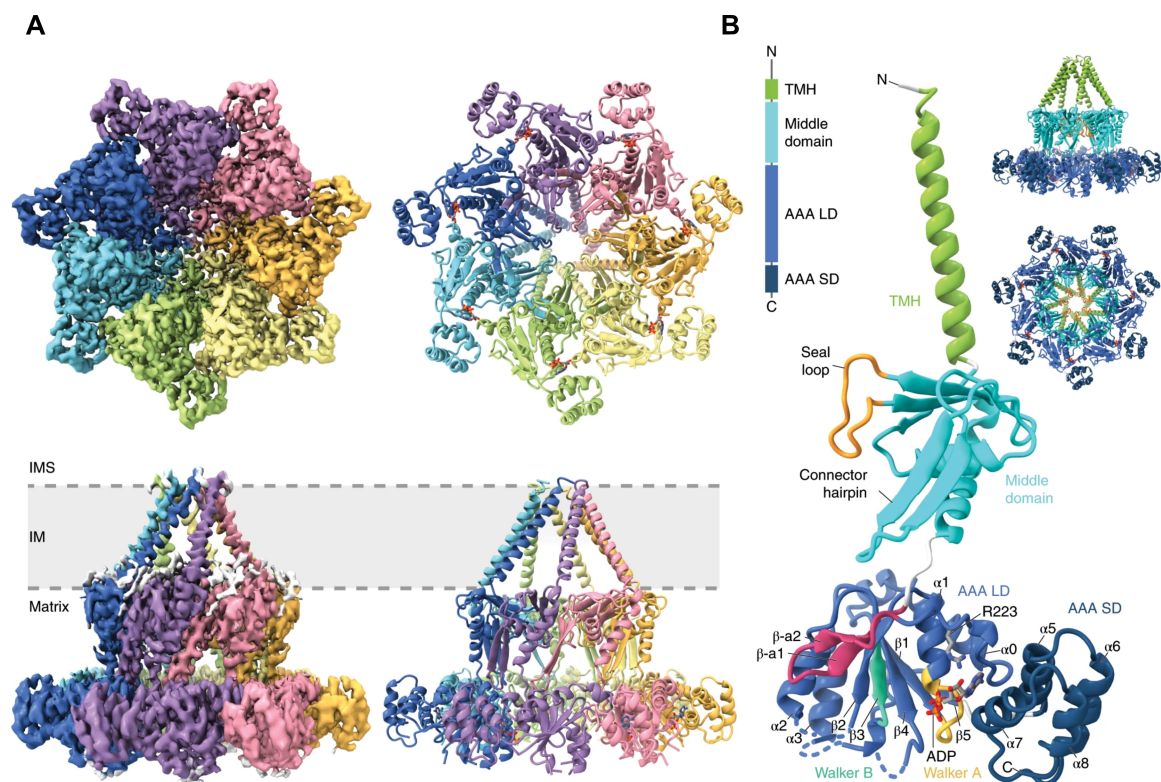 A
IMS
IM
Matrix
B
N
TMH
Middle
domain
AAA LD
AAA SD
C
N
TMH
Seal
loop
Connector
hairpin
Middle
domain
α1
AAA LD
R223
AAA SD
α5
α6
α0
β-a2
β-a1
β1
α2
α3
β2
β3
β4
β5
ADP
α7
C
α8
Walker B
Walker A